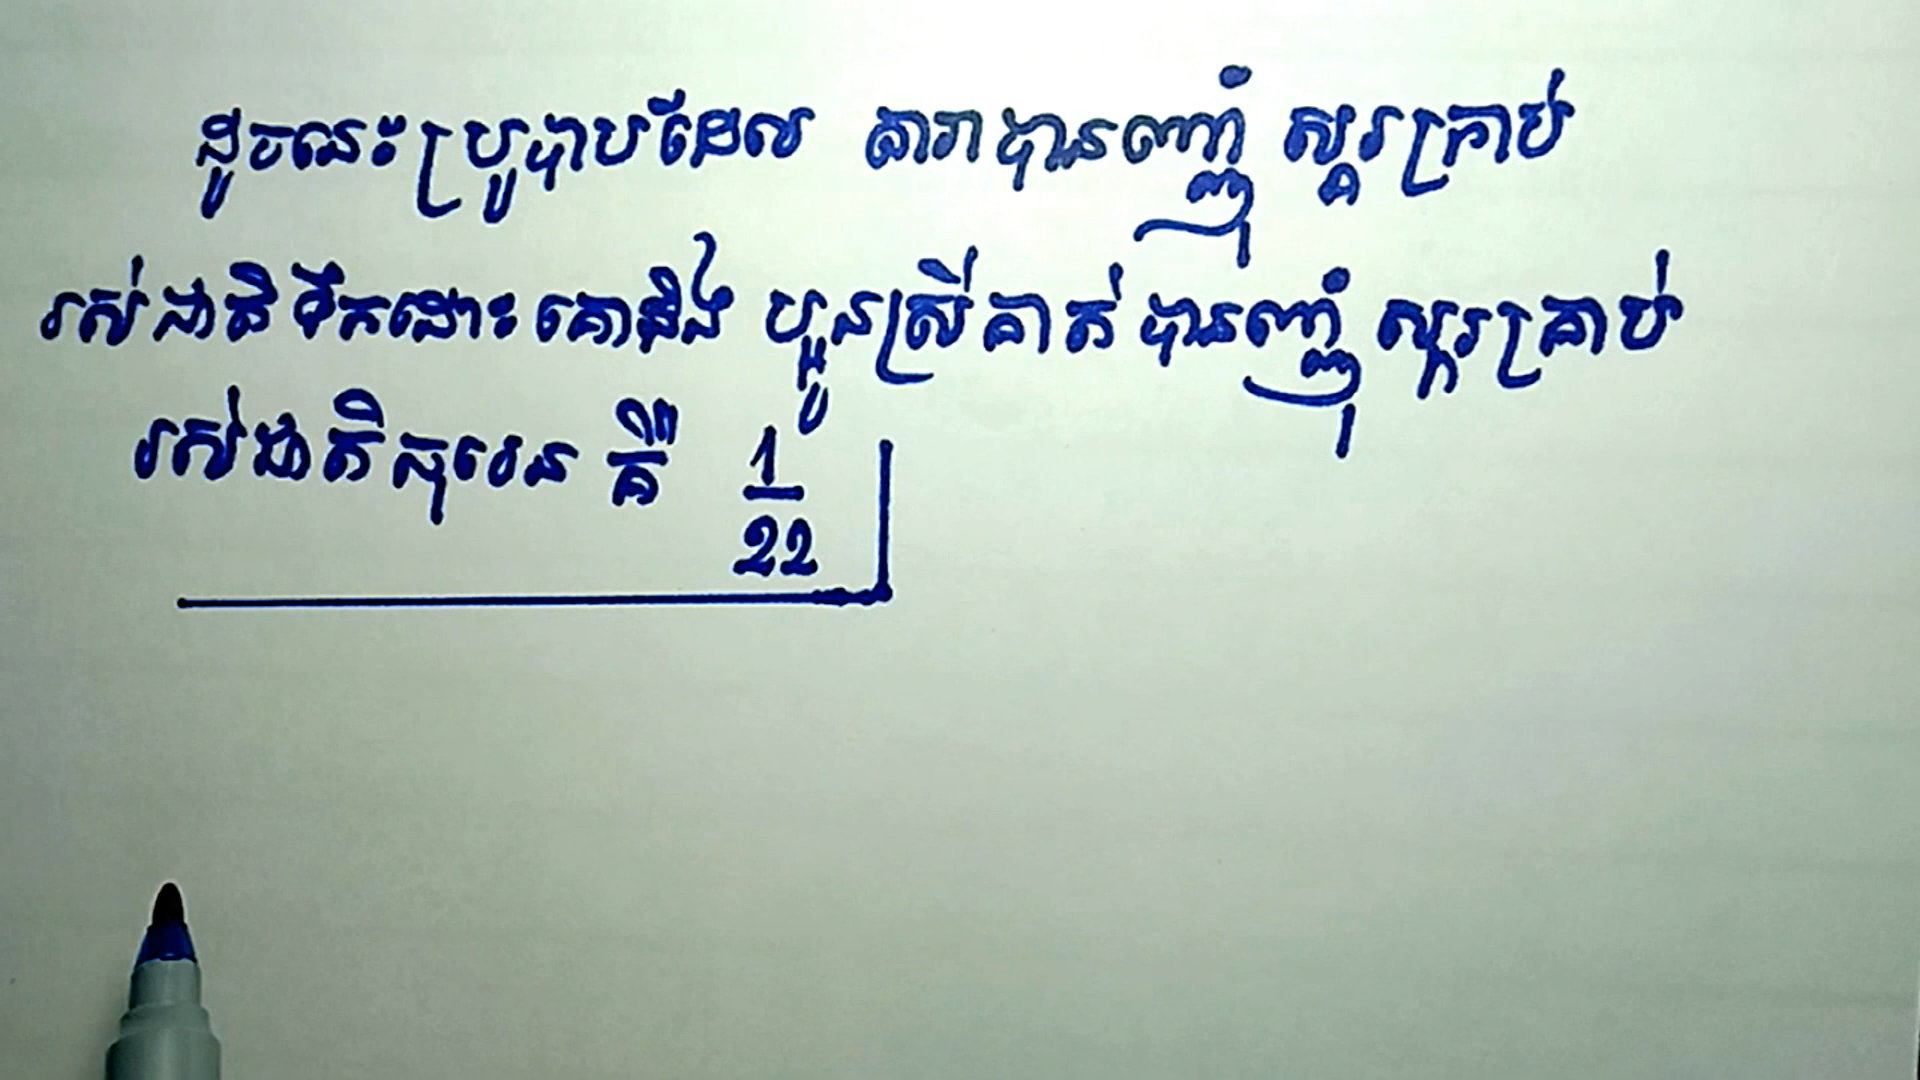 ដូចនេះប្រូបាបដែល តារាបានញ៉ាំ ស្ករគ្រាប់
រស់ជាតិទឹកដោះគោនិង ប្អូនស្រីគាត់បានញ៉ាំស្ករគ្រាប់
រស់ជាតិធុរេន គឺ 1/22